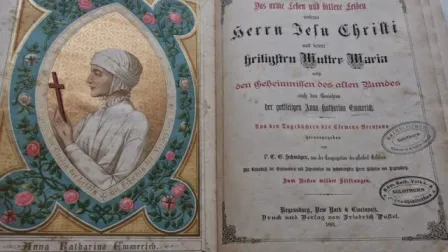 Anna Katharina Emmerich.
Das arme Leben und bittere Leiden
unseres
Herrn Jesu Christi
und seiner
heiligsten Mutter Maria
nebst
den Geheimnissen des alten Bundes
nach den Gesichten
der gottseligen Anna Katharina Emmerich.
Aus den Tagebüchern des Clemens Brentano
herausgegeben
von
P. C. E. Schmöger, von der Congregation des
Zum Besten milder Stiftungen.
Regensburg, New York & Cincinnati.
Druck und Verlag von Friedrich Pustet.